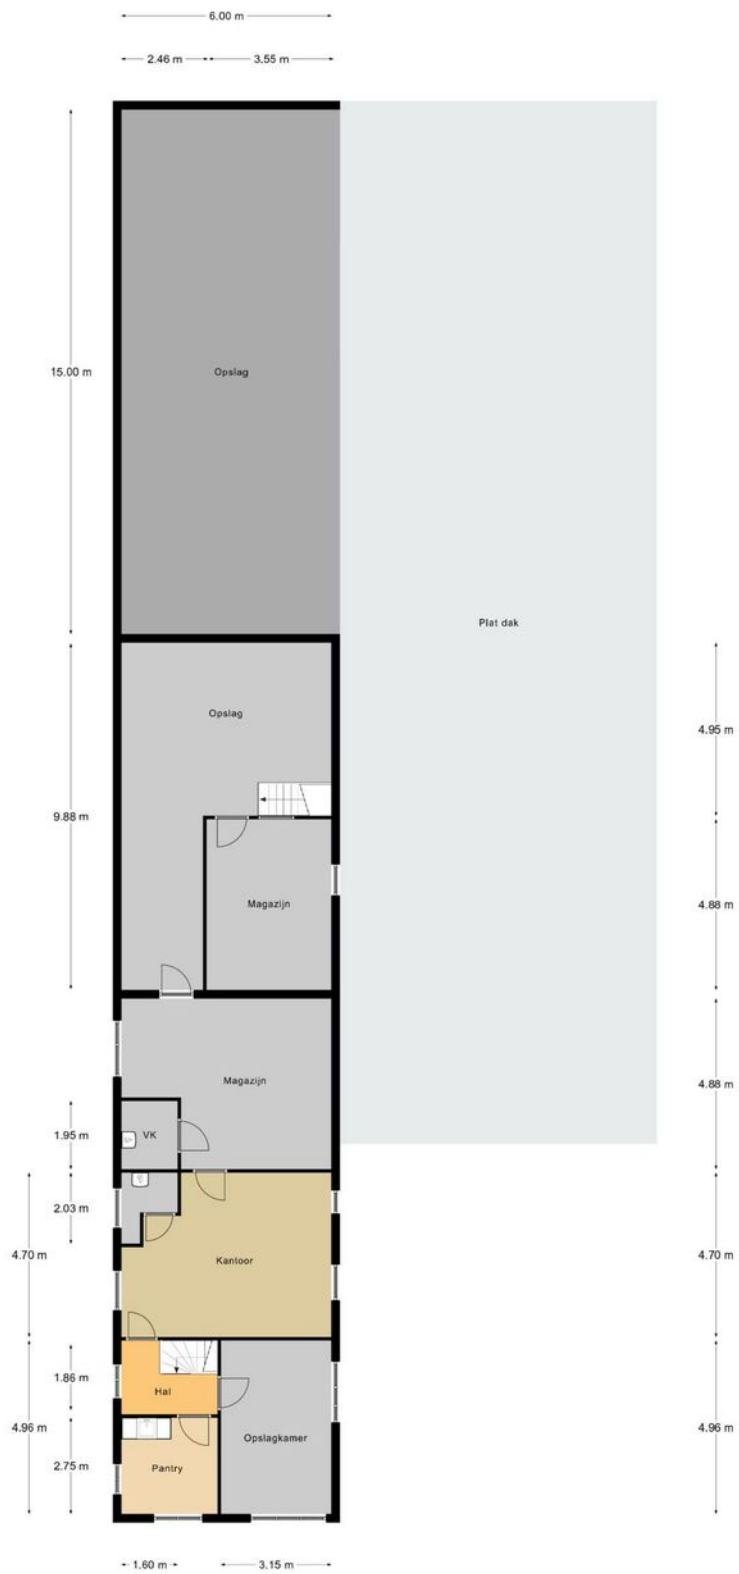 6.00 m
2.46 m
3.55 m
15.00 m
Opslag
Plat dak
Opslag
4.95 m
9.88 m
Magazijn
4.88 m
Magazijn
4.88 m
VK
1.95 m
2.03 m
4.70 m
Kantoor
4.70 m
1.86 m
Hal
4.96 m
Opslagkamer
4.96 m
Pantry
2.75 m
1.60 m
3.15 m